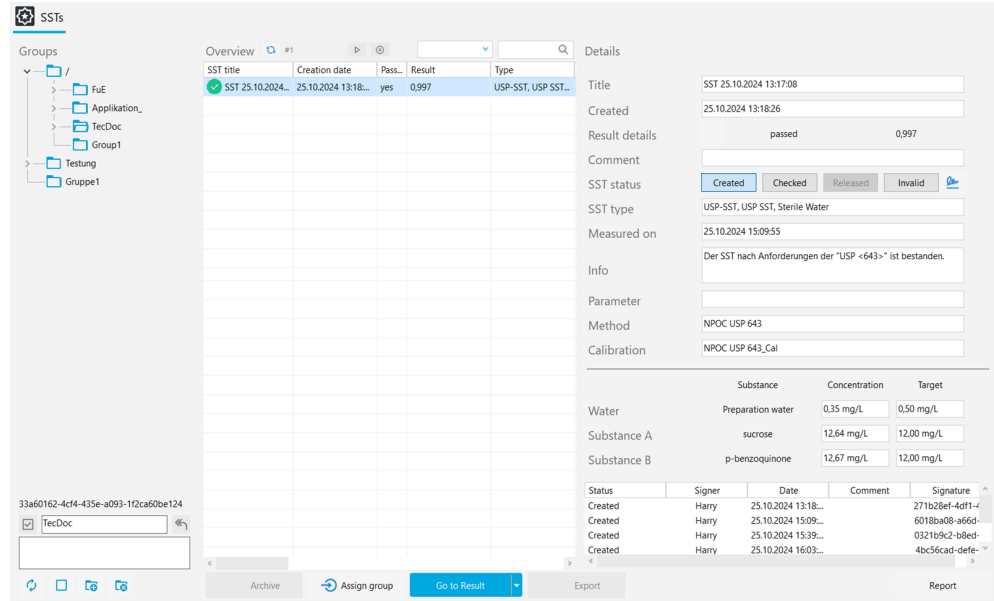 SSTs
Groups
/
FuE
Applikation_
TecDoc
Group1
Testung
Gruppe1
33a60162-4cf4-435e-a093-1f2ca60be124
TecDoc
Overview #1
SST title Creation date Pass... Result Type
SST 25.10.2024... 25.10.2024 13:18:... yes 0,997 USP-SST, USP SST...
Archive Assign group Go to Result Export
Details
Title SST 25.10.2024 13:17:08
Created 25.10.2024 13:18:26
Result details passed 0,997
Comment
SST status Created Checked Released Invalid
SST type USP-SST, USP SST, Sterile Water
Measured on 25.10.2024 15:09:55
Info Der SST nach Anforderungen der "USP <643>" ist bestanden.
Parameter
Method NPOC USP 643
Calibration NPOC USP 643_Cal
Substance Concentration Target
Water Preparation water 0,35 mg/L 0,50 mg/L
Substance A sucrose 12,64 mg/L 12,00 mg/L
Substance B p-benzoquinone 12,67 mg/L 12,00 mg/L
Status Signer Date Comment Signature
Created Harry 25.10.2024 13:18:... 271b28ef-4df1-4
Created Harry 25.10.2024 15:09:... 6018ba08-a66d-
Created Harry 25.10.2024 15:39:... 0321b9c2-b8ed-
Created Harry 25.10.2024 16:03:... 4bc56cad-defe-
Report